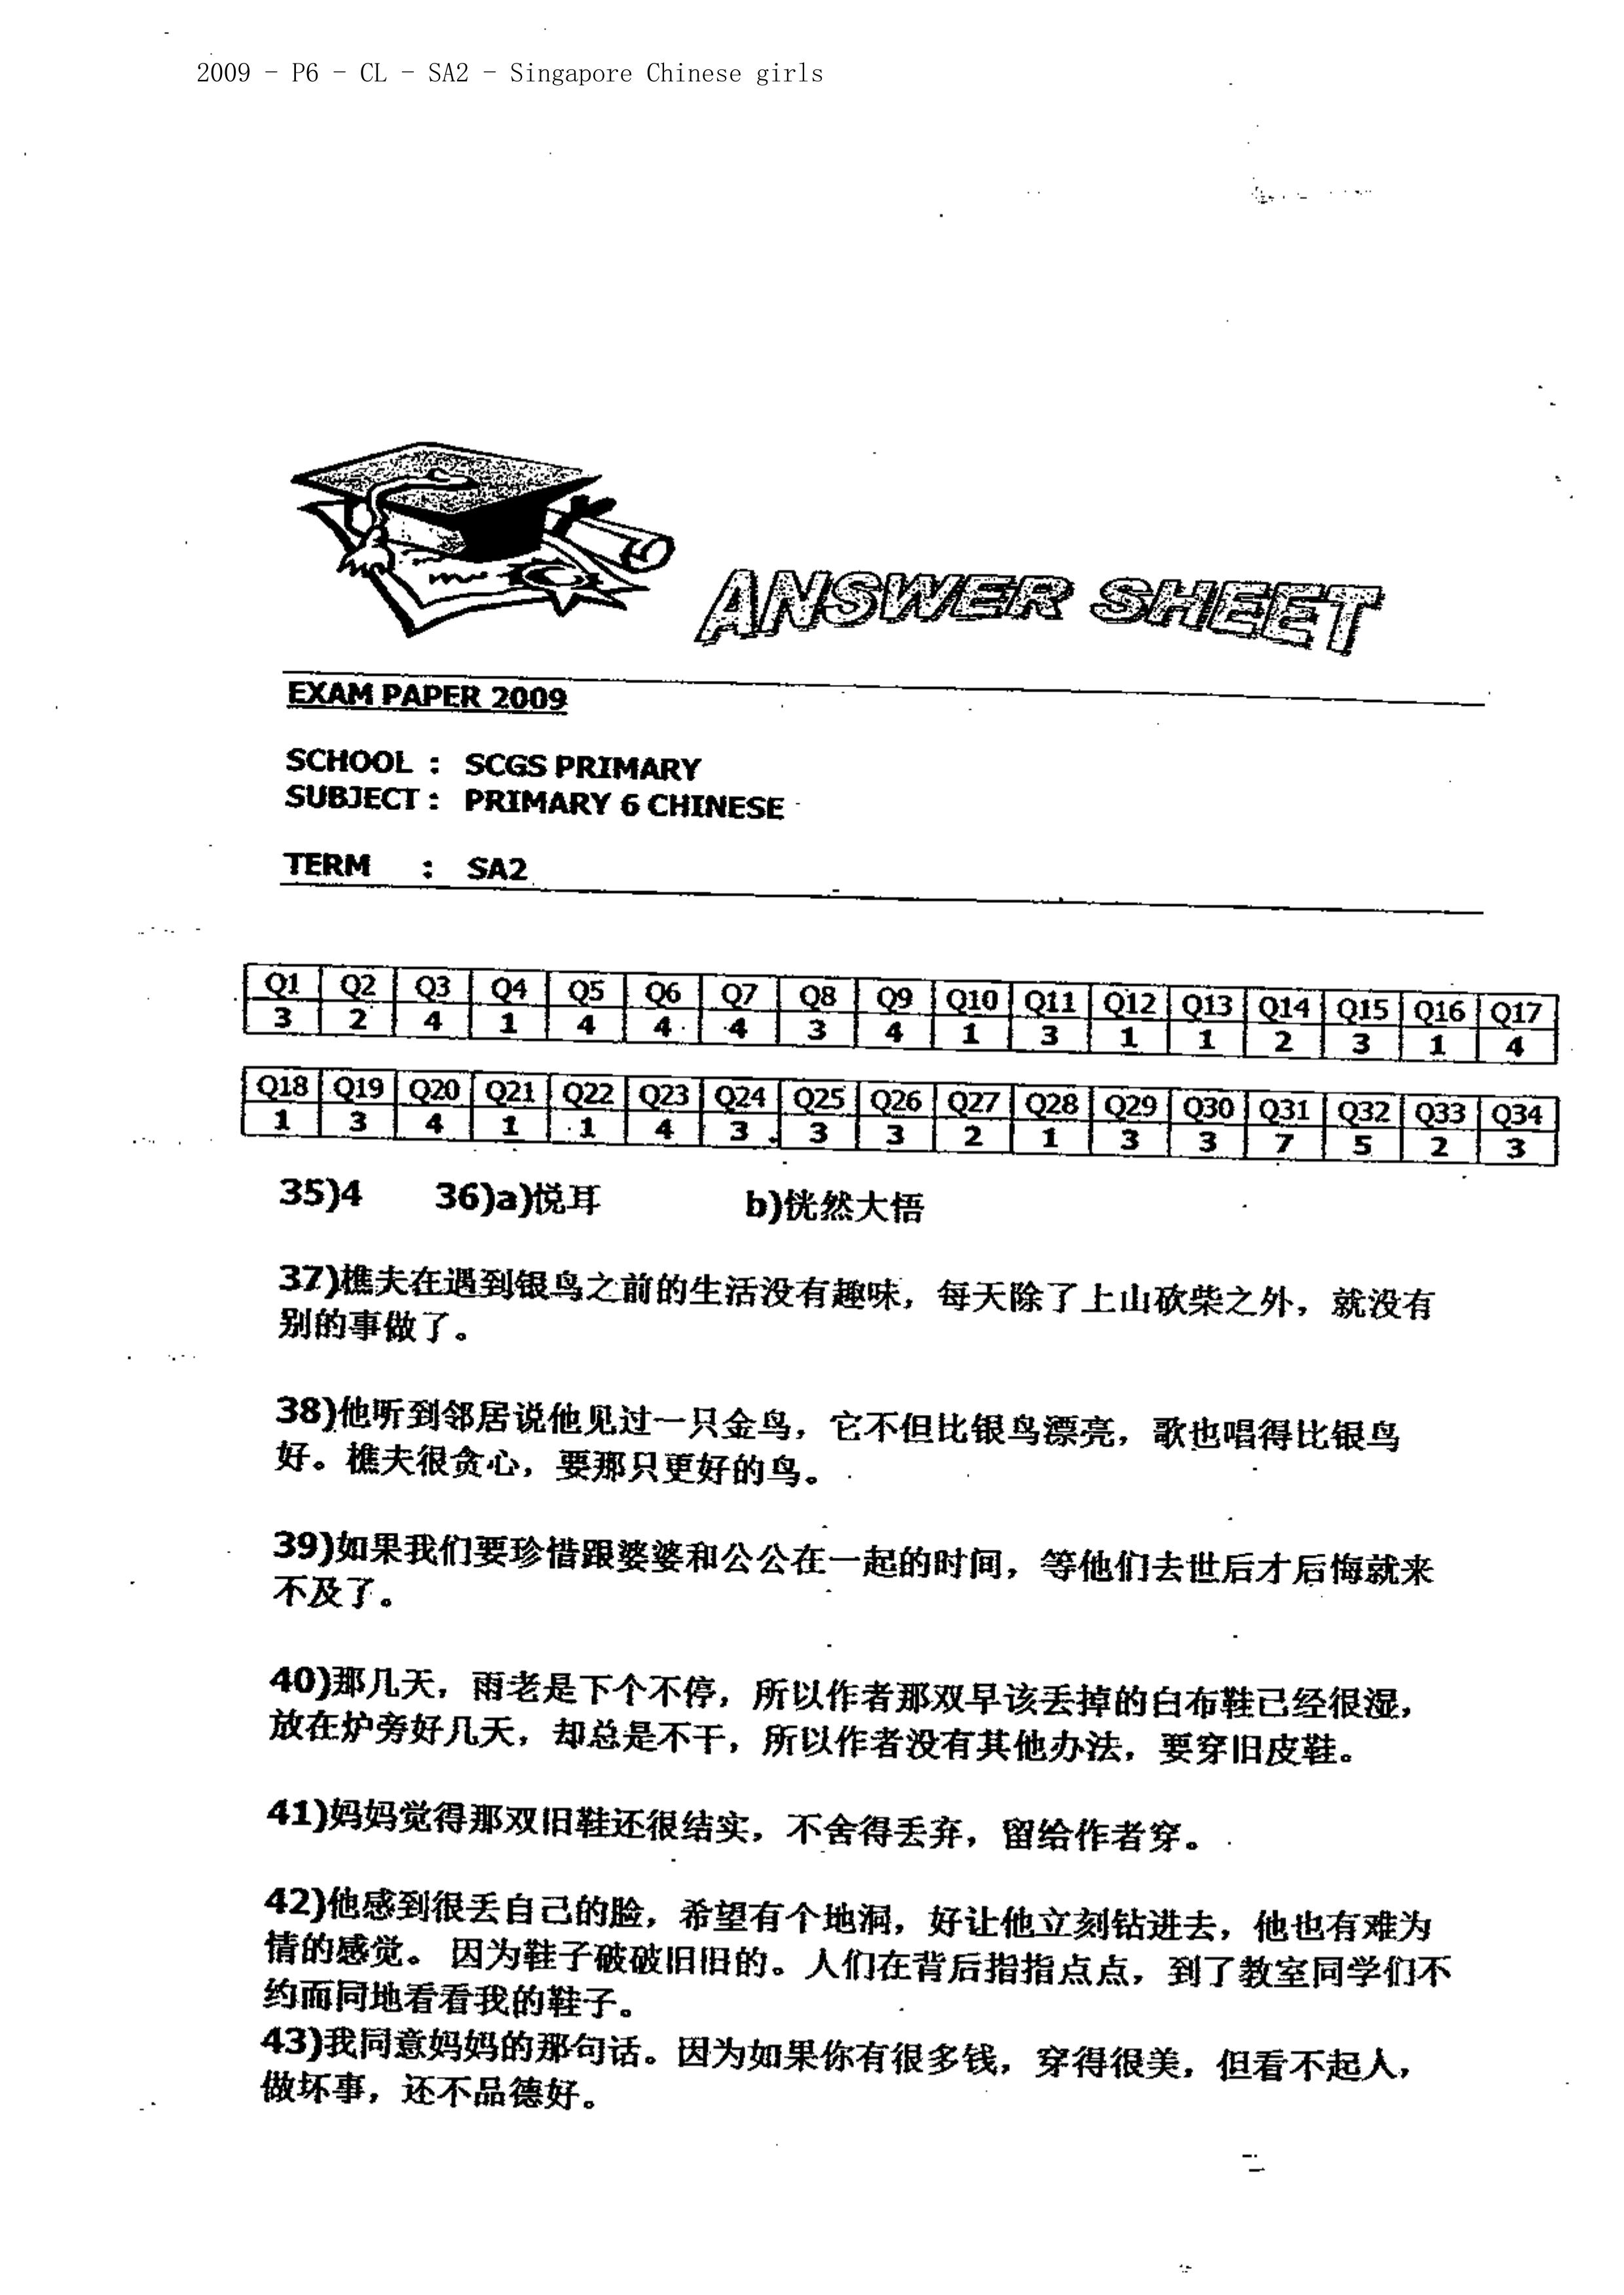 2009 - P6 - CL - SA2 - Singapore Chinese girls
ANSWER SHEET
EXAM PAPER 2009
SCHOOL : SCGS PRIMARY
SUBJECT : PRIMARY 6 CHINESE
TERM : SA2
Q1 Q2 Q3 Q4 Q5 Q6 Q7 Q8 Q9 Q10 Q11 Q12 Q13 Q14 Q15 Q16 Q17
3 2 4 1 4 4 4 3 4 1 3 1 1 2 3 1 4
Q18 Q19 Q20 Q21 Q22 Q23 Q24 Q25 Q26 Q27 Q28 Q29 Q30 Q31 Q32 Q33 Q34
1 3 4 1 1 4 3 3 3 2 1 3 3 7 5 2 3
35)4 36)a)悦耳 b)恍然大悟
37)樵夫在遇到银鸟之前的生活没有趣味，每天除了上山砍柴之外，就没有
别的事做了。
38)他听到邻居说他见过一只金鸟，它不但比银鸟漂亮，歌也唱得比银鸟
好。樵夫很贪心，要那只更好的鸟。
39)如果我们要珍惜跟婆婆和公公在一起的时间，等他们去世后才后悔就来
不及了。
40)那几天，雨老是下个不停，所以作者那双早该丢掉的白布鞋已经很湿，
放在炉旁好几天，却总是不干，所以作者没有其他办法，要穿旧皮鞋。
41)妈妈觉得那双旧鞋还很结实，不舍得丢弃，留给作者穿。
42)他感到很丢自己的脸，希望有个地洞，好让他立刻钻进去，他也有难为
情的感觉。 因为鞋子破破旧旧的。人们在背后指指点点，到了教室同学们不
约而同地看看我的鞋子。
43)我同意妈妈的那句话。因为如果你有很多钱，穿得很美，但看不起人，
做坏事，还不品德好。